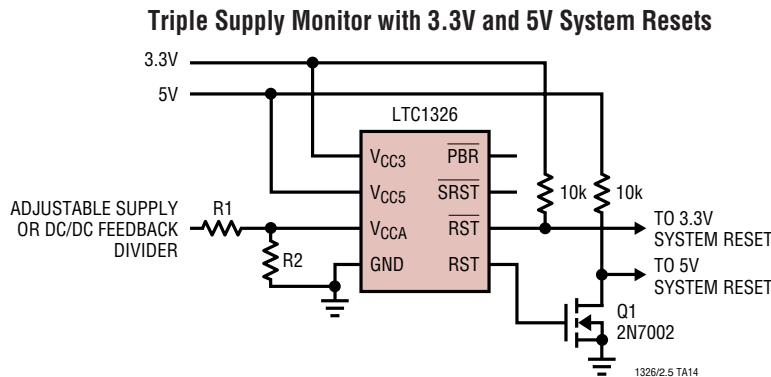 Triple Supply Monitor with 3.3V and 5V System Resets
3.3V
5V
LTC1326
VCC3
PBR
VCC5
SRST
10k
10k
ADJUSTABLE SUPPLY
OR DC/DC FEEDBACK
DIVIDER
R1
VCCA
RST
TO 3.3V
SYSTEM RESET
R2
GND
RST
TO 5V
SYSTEM RESET
Q1
2N7002
1326/2.5 TA14